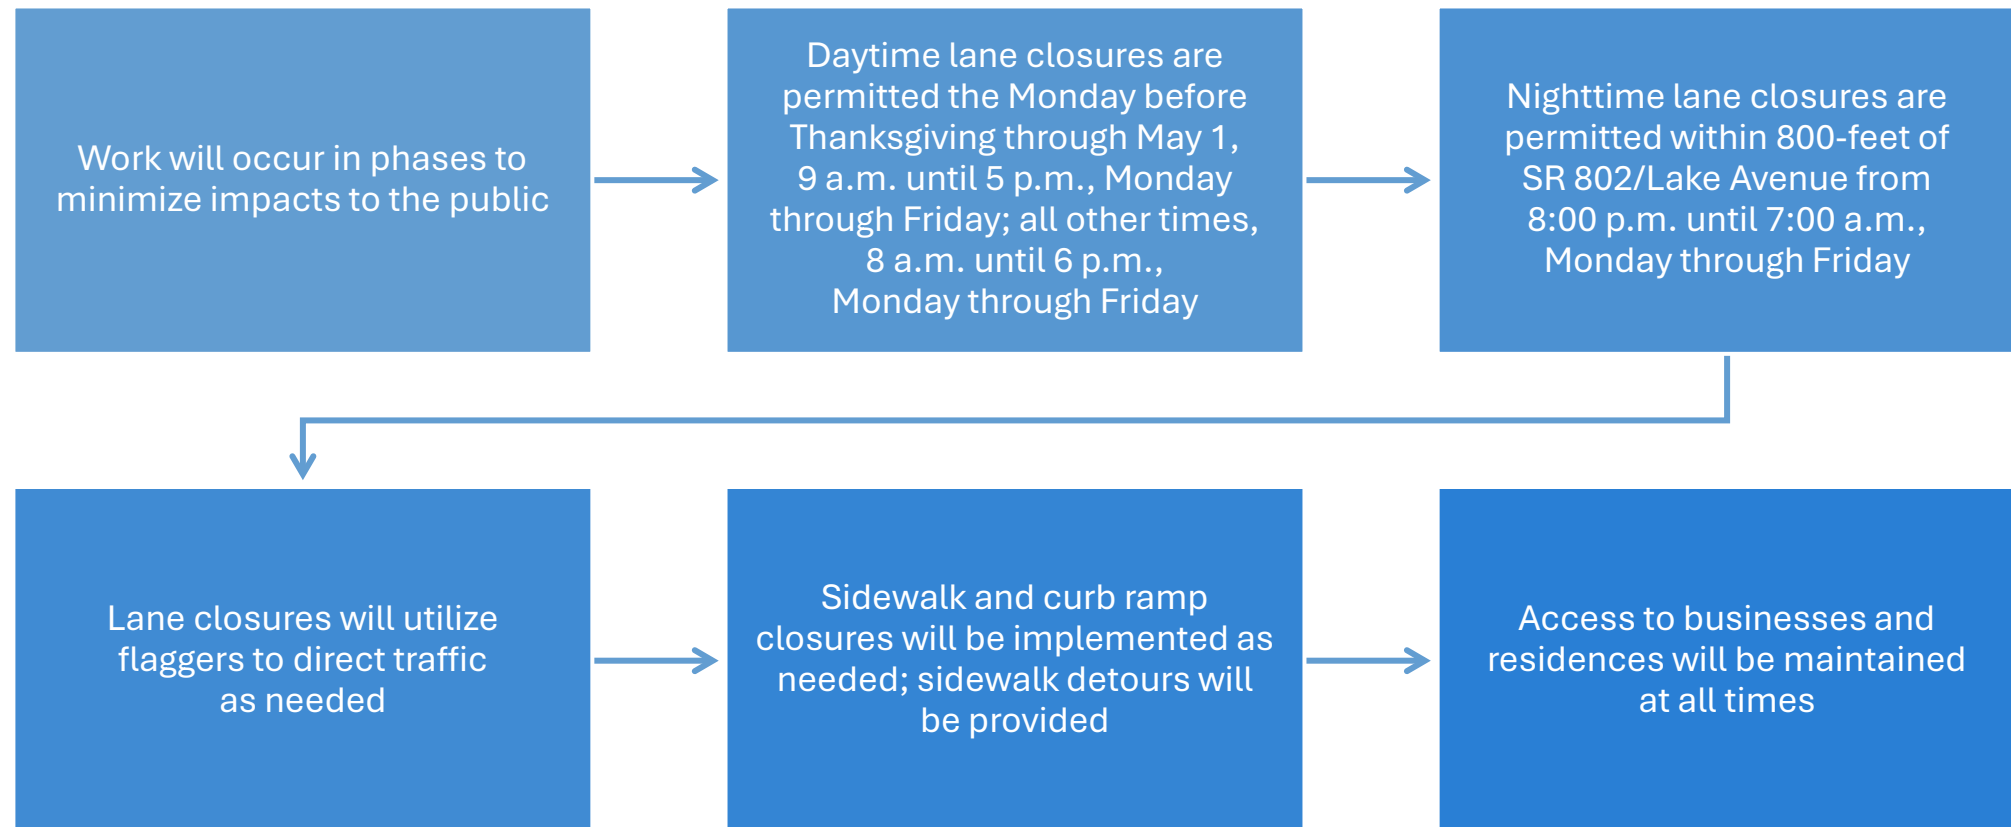 Work will occur in phases to
minimize impacts to the public
Daytime lane closures are
permitted the Monday before
Thanksgiving through May 1,
9 a.m. until 5 p.m., Monday
through Friday; all other times,
8 a.m. until 6 p.m.,
Monday through Friday
Nighttime lane closures are
permitted within 800-feet of
SR 802/Lake Avenue from
8:00 p.m. until 7:00 a.m.,
Monday through Friday
Lane closures will utilize
flaggers to direct traffic
as needed
Sidewalk and curb ramp
closures will be implemented as
needed; sidewalk detours will
be provided
Access to businesses and
residences will be maintained
at all times